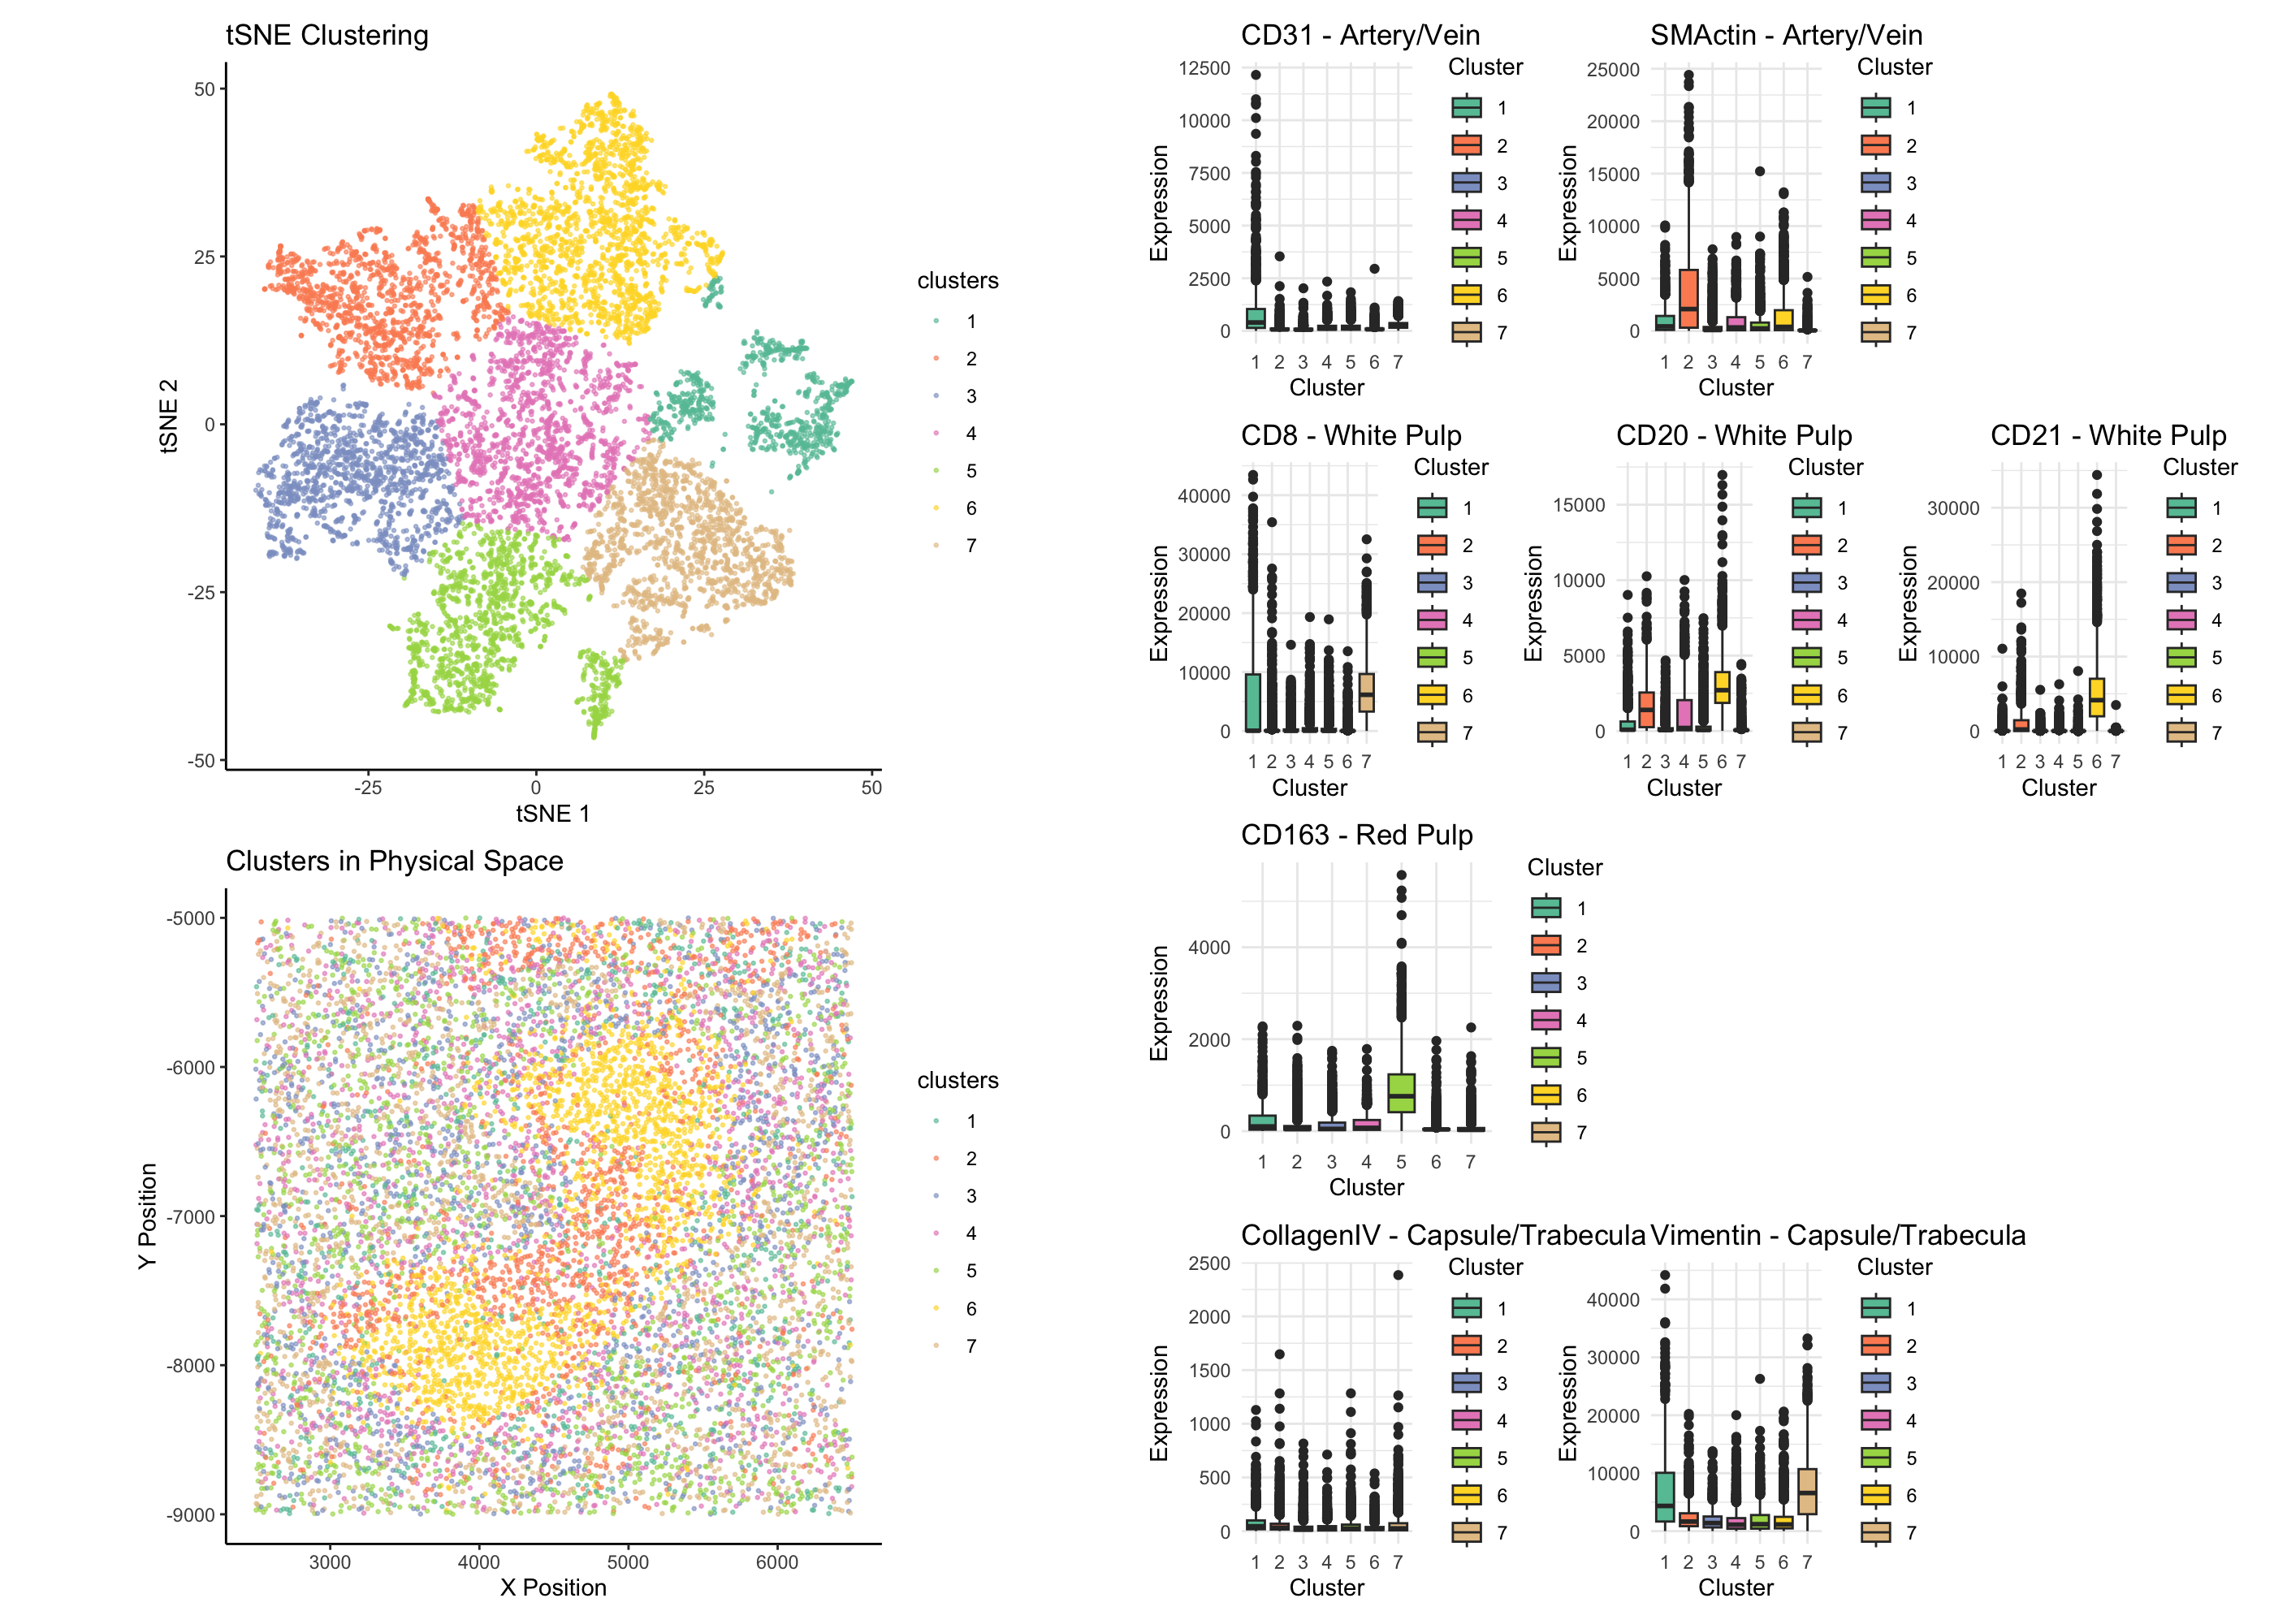 tSNE Clustering
50
25
0
-25
-50
tSNE 2
-25 0 25 50
tSNE 1
clusters
1
2
3
4
5
6
7
Clusters in Physical Space
-5000
-6000
-7000
-8000
-9000
Y Position
3000 4000 5000 6000
X Position
clusters
1
2
3
4
5
6
7
CD31 - Artery/Vein
12500
10000
7500
5000
2500
0
Expression
1 2 3 4 5 6 7
Cluster
Cluster
1
2
3
4
5
6
7
SMActin - Artery/Vein
25000
20000
15000
10000
5000
0
Expression
1 2 3 4 5 6 7
Cluster
Cluster
1
2
3
4
5
6
7
CD8 - White Pulp
40000
30000
20000
10000
0
Expression
1 2 3 4 5 6 7
Cluster
Cluster
1
2
3
4
5
6
7
CD20 - White Pulp
15000
10000
5000
0
Expression
1 2 3 4 5 6 7
Cluster
Cluster
1
2
3
4
5
6
7
CD21 - White Pulp
30000
20000
10000
0
Expression
1 2 3 4 5 6 7
Cluster
Cluster
1
2
3
4
5
6
7
CD163 - Red Pulp
4000
2000
0
Expression
1 2 3 4 5 6 7
Cluster
Cluster
1
2
3
4
5
6
7
CollagenIV - Capsule/Trabecula
2500
2000
1500
1000
500
0
Expression
1 2 3 4 5 6 7
Cluster
Cluster
1
2
3
4
5
6
7
Vimentin - Capsule/Trabecula
40000
30000
20000
10000
0
Expression
1 2 3 4 5 6 7
Cluster
Cluster
1
2
3
4
5
6
7